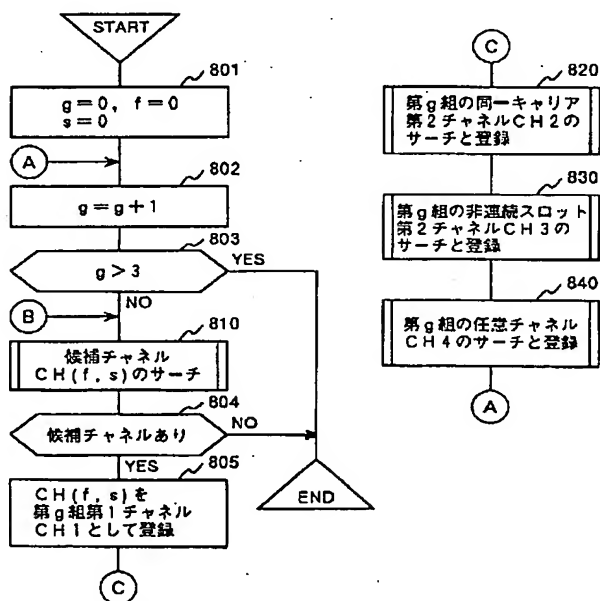 START
801
g=0, f=0
s=0
A
802
g=g+1
803
g>3
YES
NO
B
810
候補チャネル
CH(f, s)のサーチ
804
候補チャネルあり
NO
YES
805
CH(f, s)を
第g組第1チャネル
CH1として登録
C
END
C
820
第g組の同一キャリア
第2チャネルCH2の
サーチと登録
830
第g組の非連続スロット
第2チャネルCH3の
サーチと登録
840
第g組の任意チャネル
CH4のサーチと登録
A